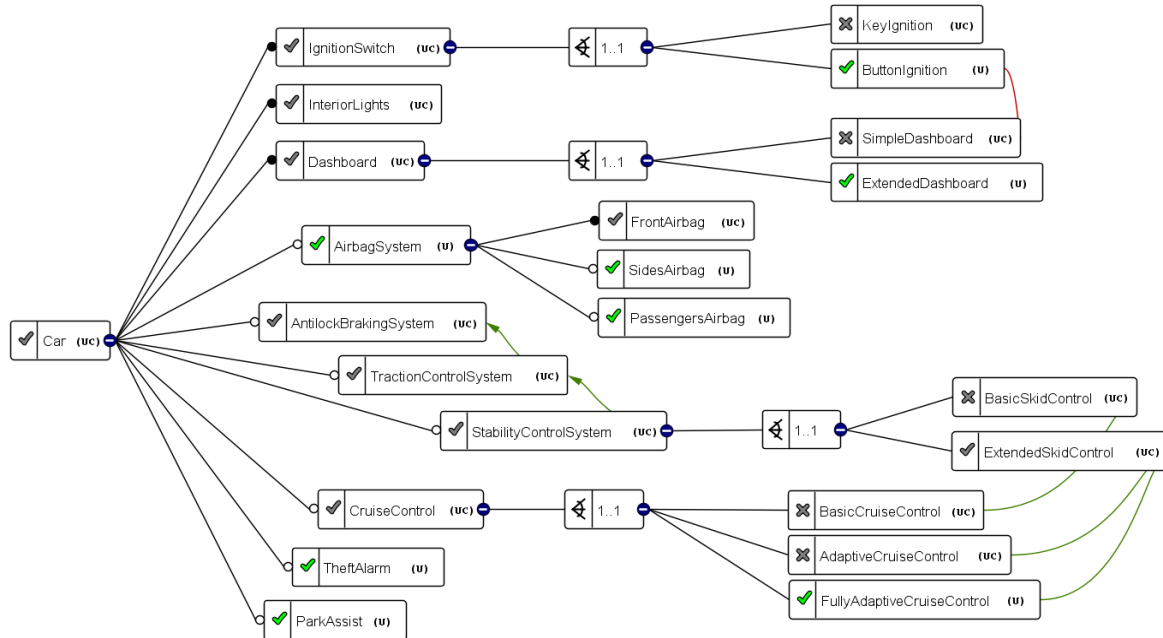 IgnitionSwitch (UC)
1..1
KeyIgnition (UC)
ButtonIgnition (U)
InteriorLights (UC)
Dashboard (UC)
1..1
SimpleDashboard (UC)
ExtendedDashboard (U)
AirbagSystem (U)
FrontAirbag (UC)
SidesAirbag (U)
PassengersAirbag (U)
Car (UC)
AntilockBrakingSystem (UC)
TractionControlSystem (UC)
StabilityControlSystem (UC)
1..1
BasicSkidControl (UC)
ExtendedSkidControl (UC)
CruiseControl (UC)
1..1
BasicCruiseControl (UC)
AdaptiveCruiseControl (UC)
FullyAdaptiveCruiseControl (U)
TheftAlarm (U)
ParkAssist (U)